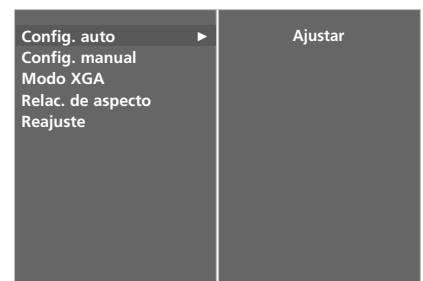 Config. auto ► Ajustar
Config. manual
Modo XGA
Relac. de aspecto
Reajuste